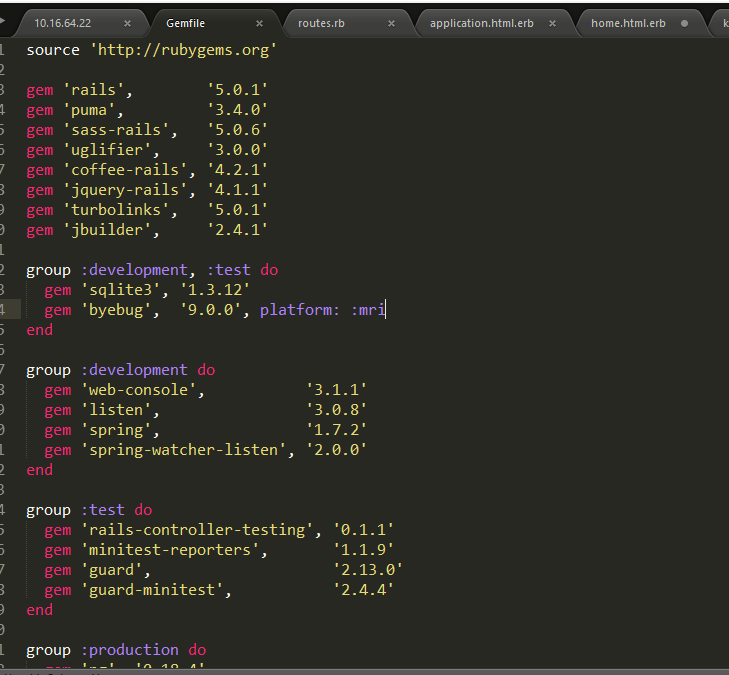 10.16.64.22 × Gemfile × routes.rb × application.html.erb × home.html.erb
source 'http://rubygems.org'
gem 'rails', '5.0.1'
gem 'puma', '3.4.0'
gem 'sass-rails', '5.0.6'
gem 'uglifier', '3.0.0'
gem 'coffee-rails', '4.2.1'
gem 'jquery-rails', '4.1.1'
gem 'turbolinks', '5.0.1'
gem 'jbuilder', '2.4.1'
group :development, :test do
gem 'sqlite3', '1.3.12'
gem 'byebug', '9.0.0', platform: :mri
end
group :development do
gem 'web-console', '3.1.1'
gem 'listen', '3.0.8'
gem 'spring', '1.7.2'
gem 'spring-watcher-listen', '2.0.0'
end
group :test do
gem 'rails-controller-testing', '0.1.1'
gem 'minitest-reporters', '1.1.9'
gem 'guard', '2.13.0'
gem 'guard-minitest', '2.4.4'
end
group :production do